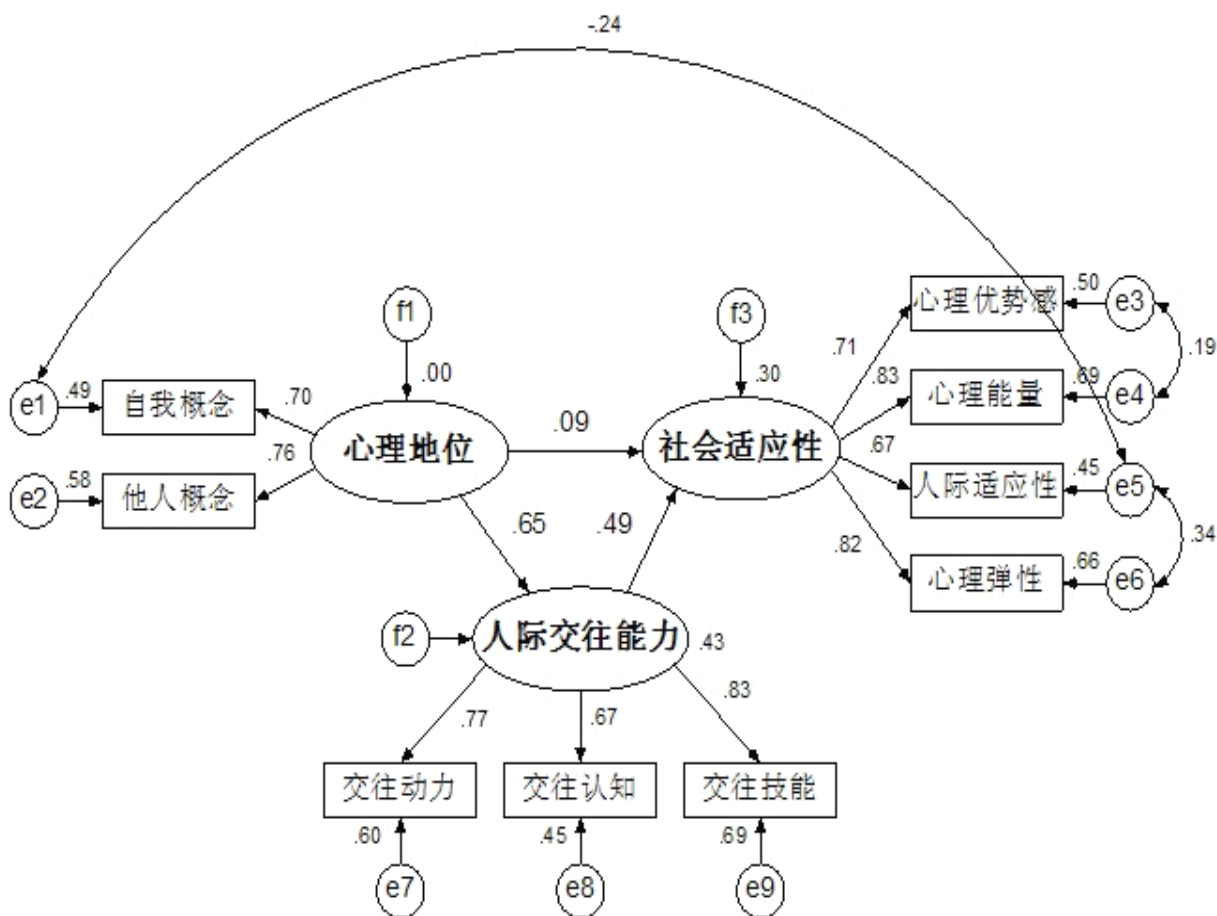 -.24
f1
f3
.00
.30
e1
.49
自我概念
.70
心理地位
.09
社会适应性
.71
心理优势感
.50
e3
.19
.83
心理能量
.69
e4
e2
.58
他人概念
.76
.67
人际适应性
.45
e5
.34
.82
心理弹性
.66
e6
.65
.49
f2
人际交往能力
.43
.77
.67
.83
交往动力
交往认知
交往技能
.60
.45
.69
e7
e8
e9